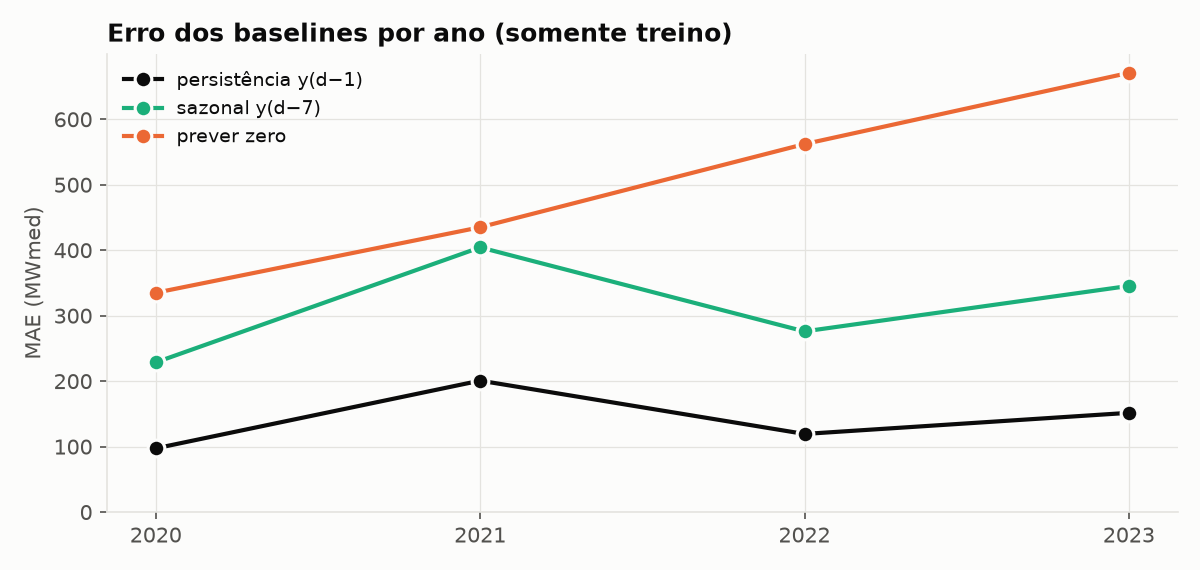 Erro dos baselines por ano (somente treino)
persistência y(d−1)
sazonal y(d−7)
prever zero
MAE (MWmed)
600
500
400
300
200
100
0
2020 2021 2022 2023